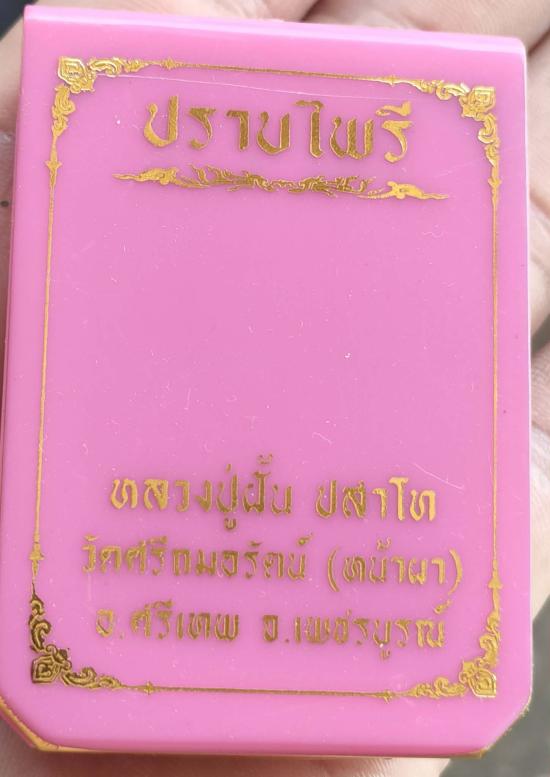 ปราบไพรี
หลวงปู่ฝั้น ปสาโท
วัดศรีถมอรัตน์ (หน้าผา)
อ.ศรีเทพ จ.เพชรบูรณ์